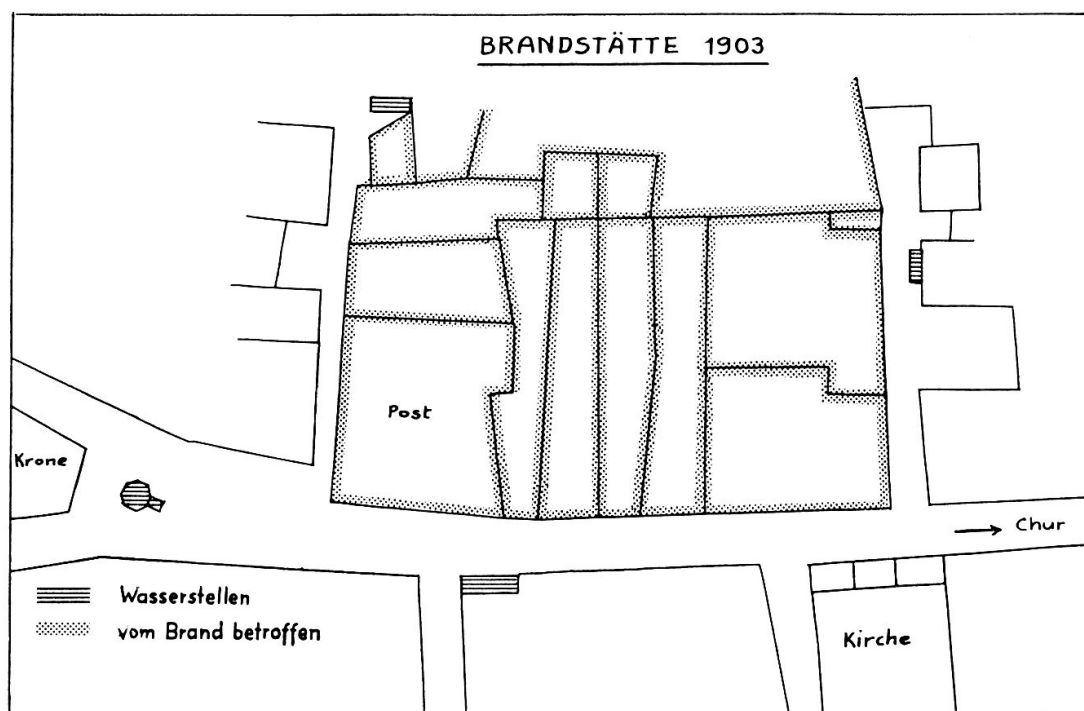 BRANDSTÄTTE 1903
Post
Krone
Chur
Wasserstellen
vom Brand betroffen
Kirche